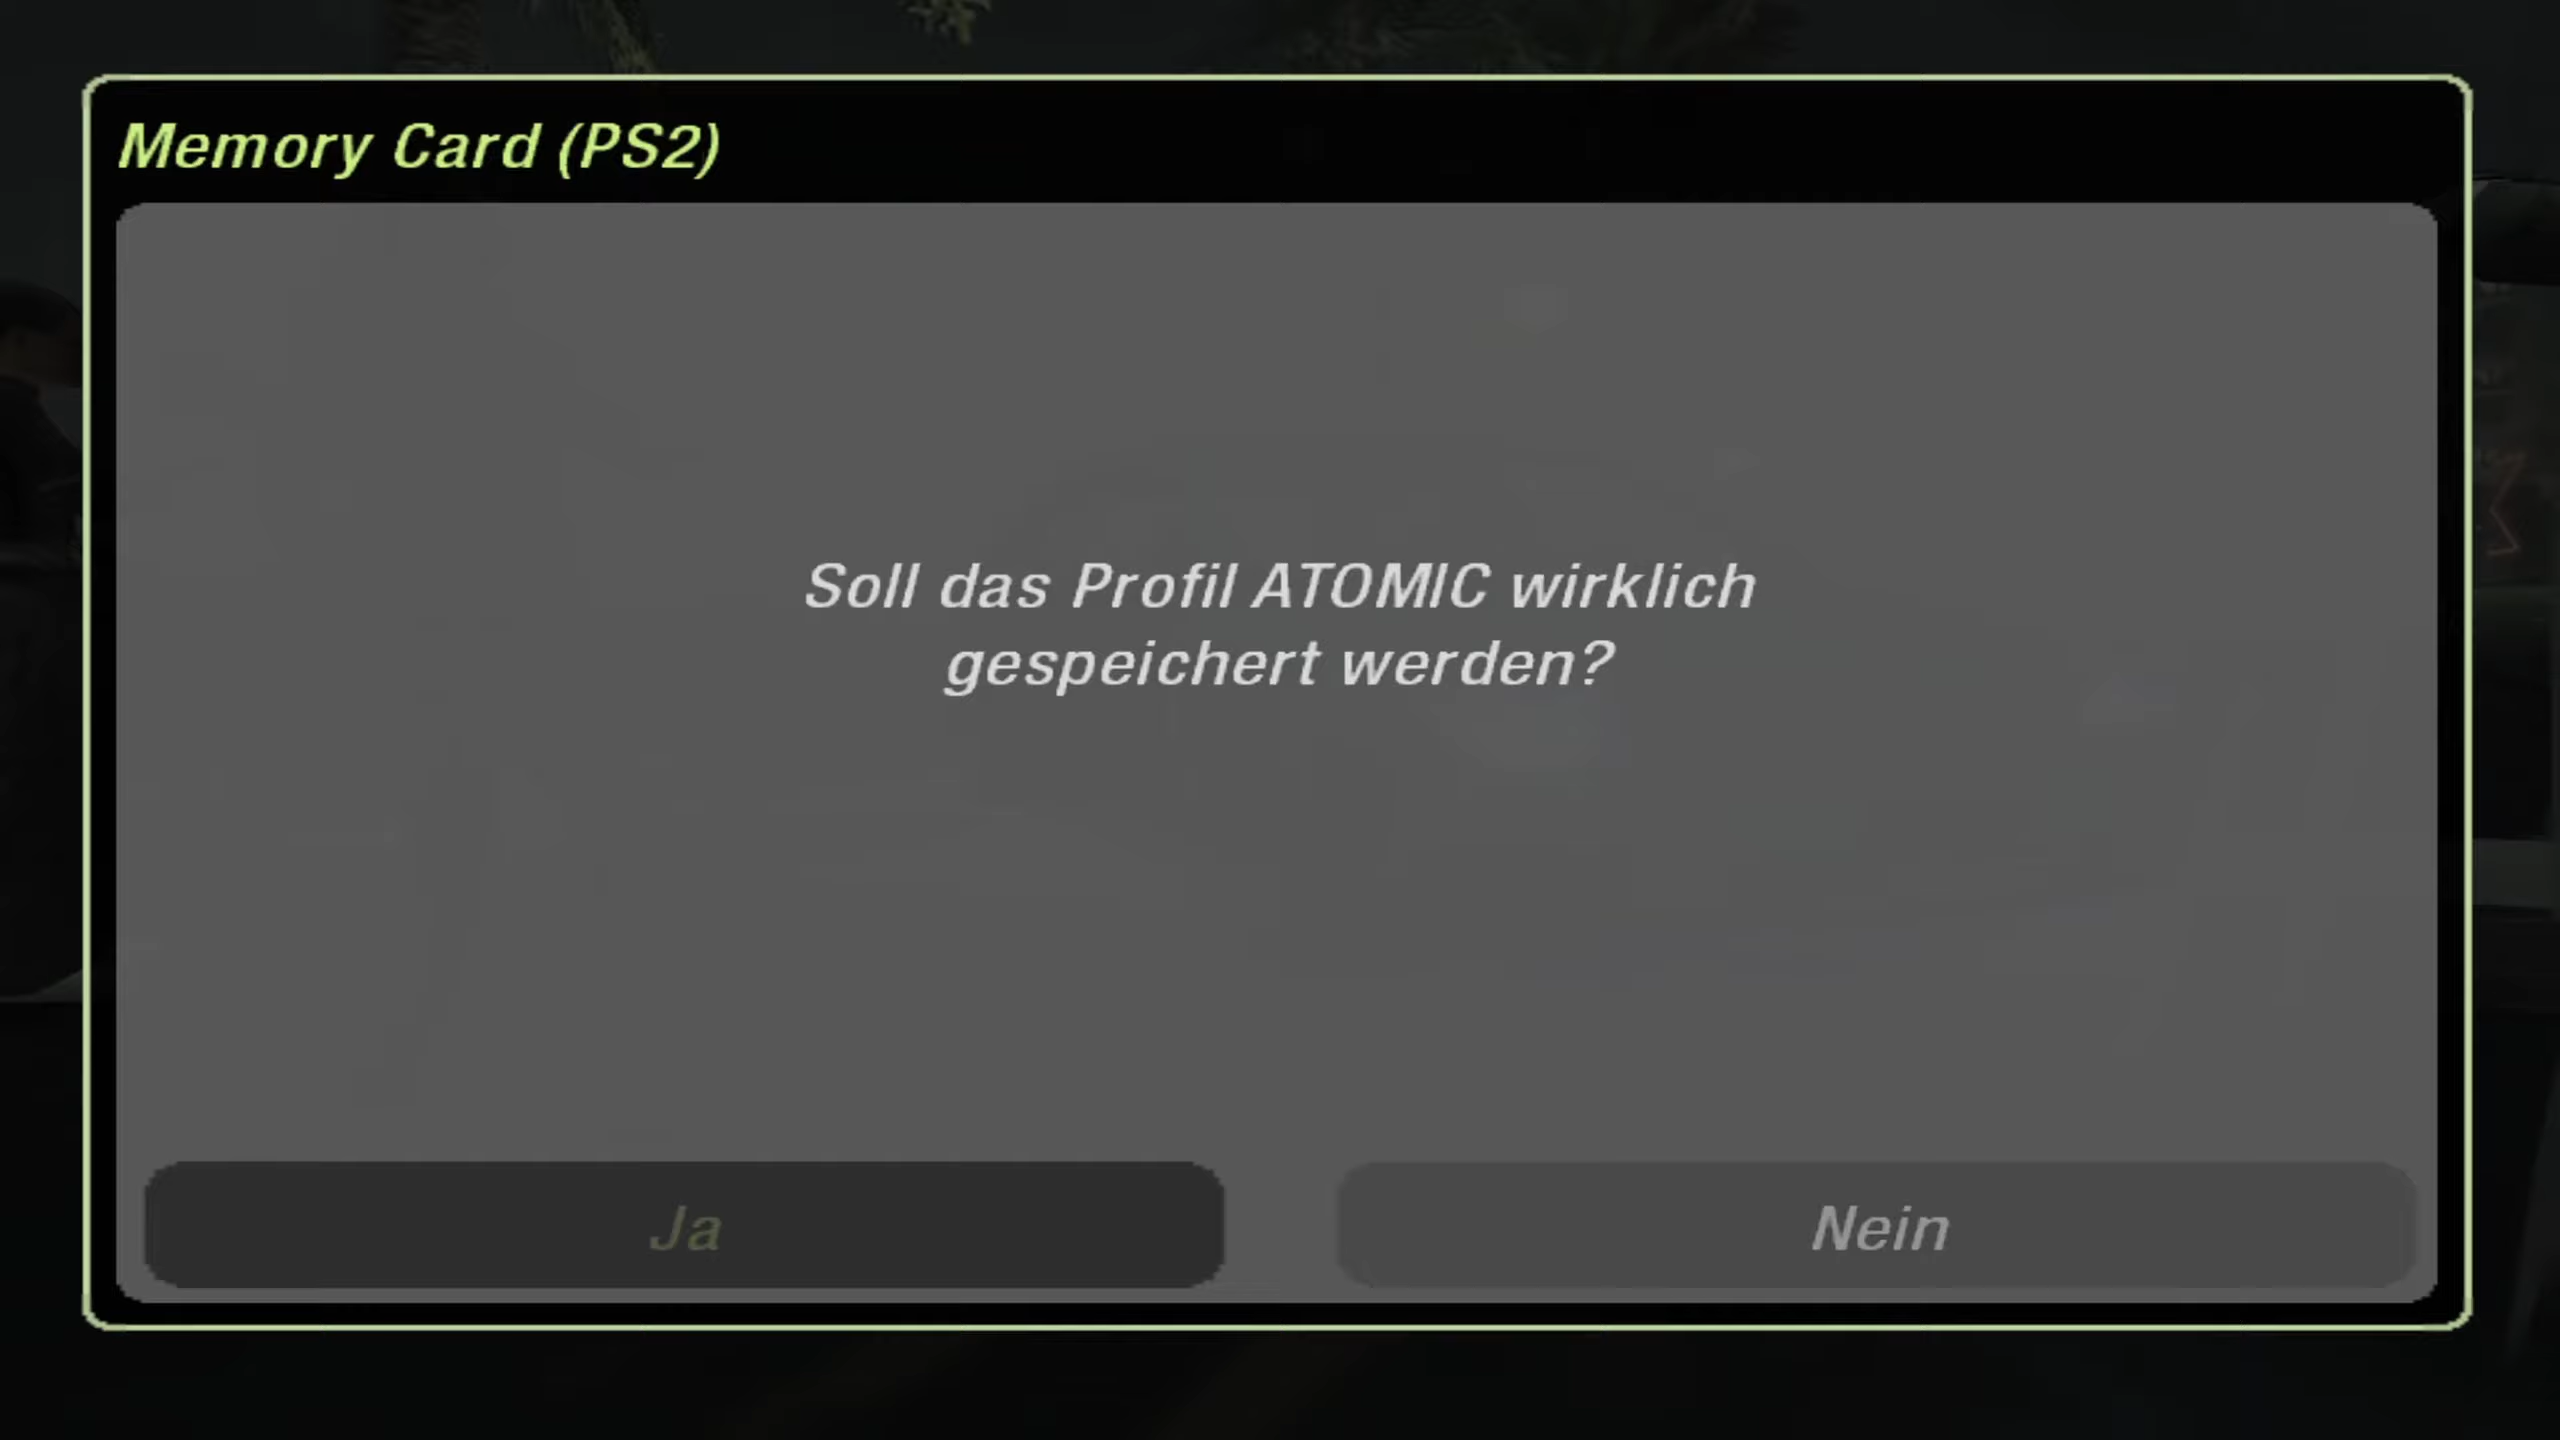 Memory Card (PS2)
Soll das Profil ATOMIC wirklich
gespeichert werden?
Ja
Nein